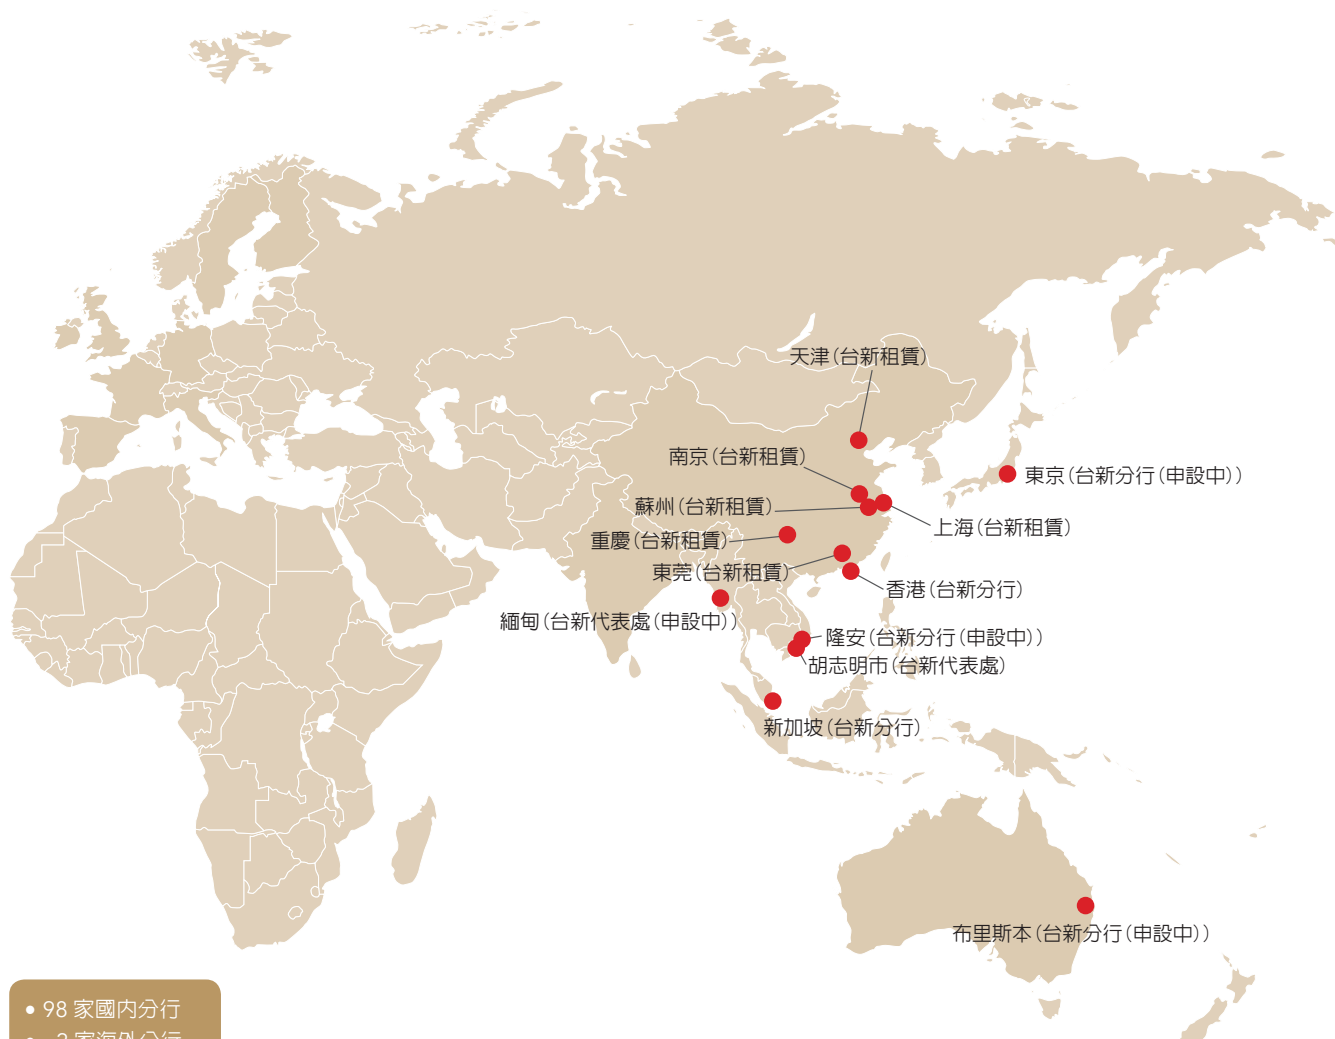 天津(台新租賃)
南京(台新租賃)
東京(台新分行(申設中))
蘇州(台新租賃)
上海(台新租賃)
重慶(台新租賃)
東莞(台新租賃)
香港(台新分行)
緬甸(台新代表處(申設中))
隆安(台新分行(申設中))
胡志明市(台新代表處)
新加坡(台新分行)
布里斯本(台新分行(申設中))
• 98 家國內分行